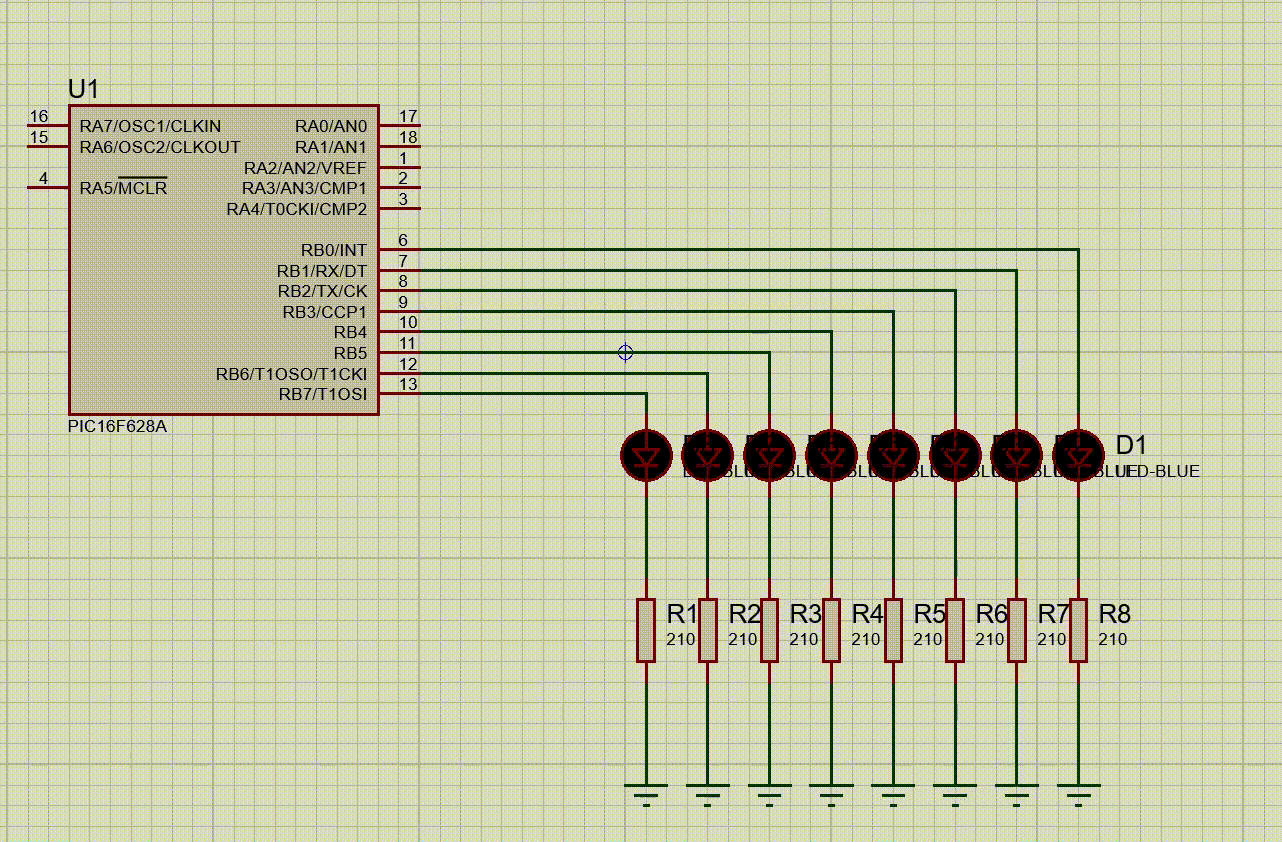 U1
16
RA7/OSC1/CLKIN
RA0/AN0
17
15
RA6/OSC2/CLKOUT
RA1/AN1
18
RA2/AN2/VREF
1
4
RA5/MCLR
RA3/AN3/CMP1
2
RA4/T0CKI/CMP2
3
RB0/INT
6
RB1/RX/DT
7
RB2/TX/CK
8
RB3/CCP1
9
RB4
10
RB5
11
RB6/T1OSO/T1CKI
12
RB7/T1OSI
13
PIC16F628A
D1
LED-BLUE
R1
210
R2
210
R3
210
R4
210
R5
210
R6
210
R7
210
R8
210